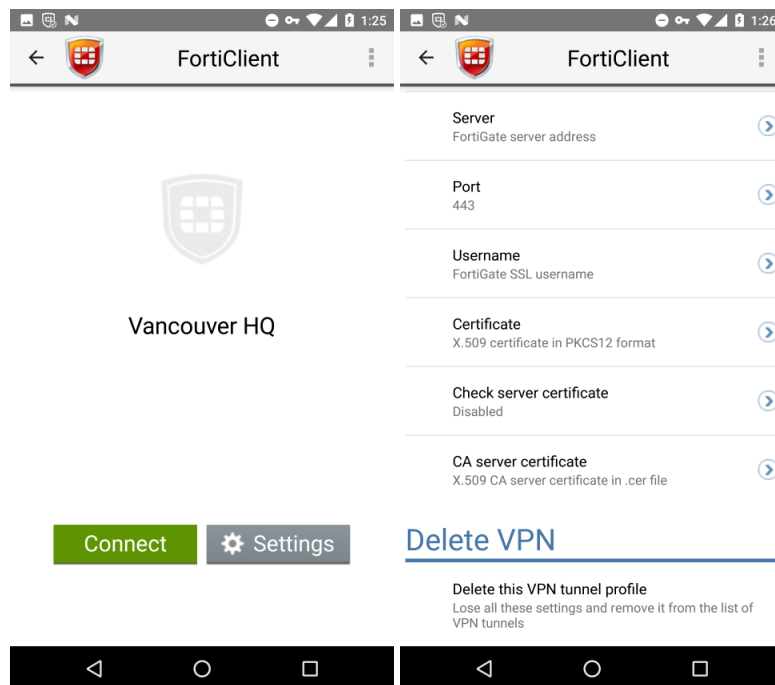 1:25
FortiClient
Vancouver HQ
Connect
Settings
1:26
FortiClient
Server
FortiGate server address
Port
443
Username
FortiGate SSL username
Certificate
X.509 certificate in PKCS12 format
Check server certificate
Disabled
CA server certificate
X.509 CA server certificate in .cer file
Delete VPN
Delete this VPN tunnel profile
Lose all these settings and remove it from the list of
VPN tunnels